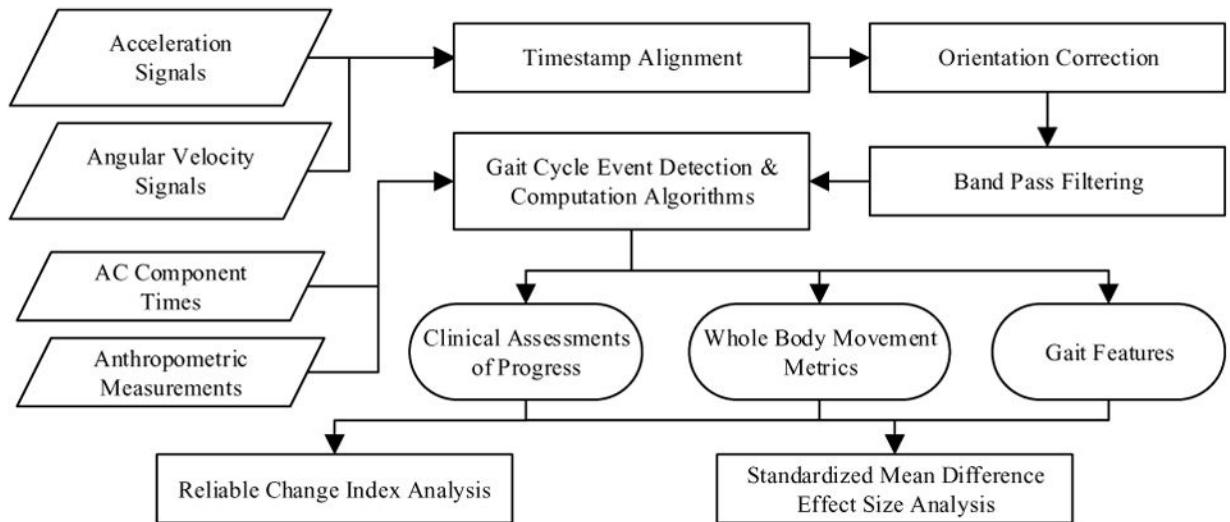 Acceleration
Signals
Timestamp Alignment
Orientation Correction
Angular Velocity
Signals
Gait Cycle Event Detection &
Computation Algorithms
Band Pass Filtering
AC Component
Times
Anthropometric
Measurements
Clinical Assessments
of Progress
Whole Body Movement
Metrics
Gait Features
Reliable Change Index Analysis
Standardized Mean Difference
Effect Size Analysis